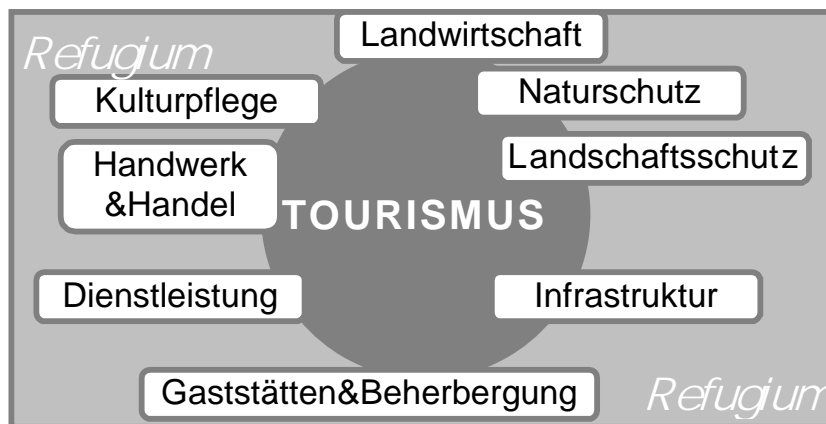 Landwirtschaft
Refugium
Naturschutz
Kulturpflege
Landschaftsschutz
Handwerk
&Handel
TOURISMUS
Dienstleistung
Infrastruktur
Gaststätten&Beherbergung
Refugium